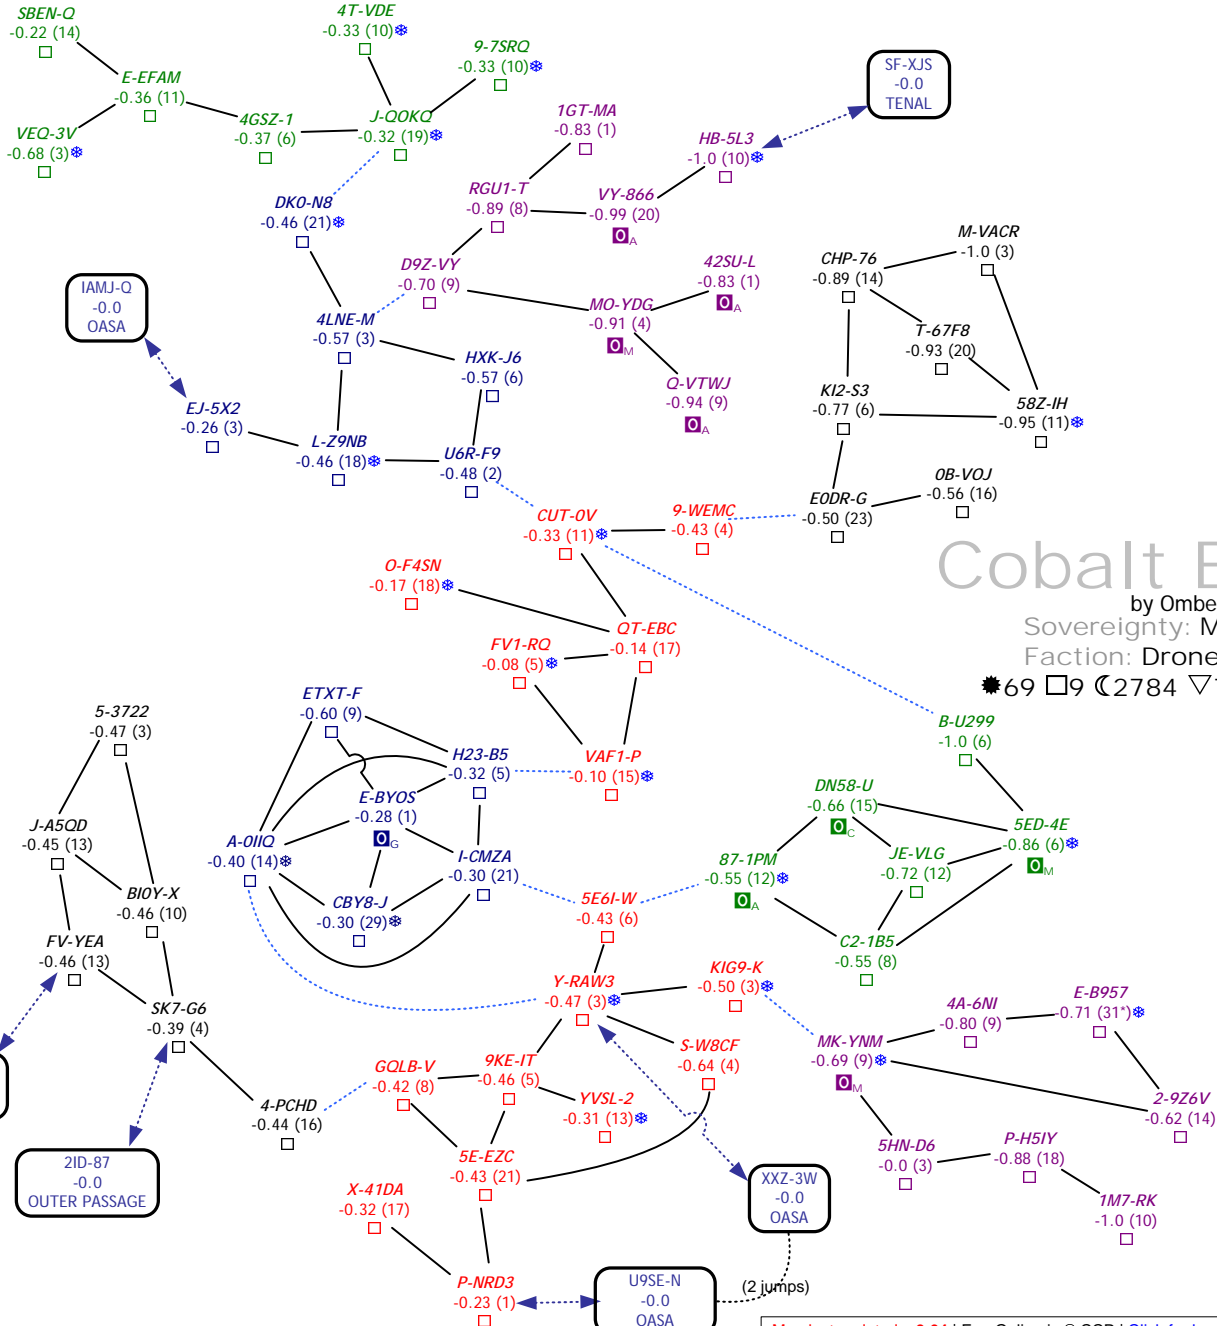 SBEN-Q
-0.22 (14)
4T-VDE
-0.33 (10)
9-7SRQ
-0.33 (10)
E-EFAM
-0.36 (11)
SF-XJS
-0.0
TENAL
VEQ-3V
-0.68 (3)
4GSZ-1
-0.37 (6)
J-QOKQ
-0.32 (19)
1GT-MA
-0.83 (1)
HB-5L3
-1.0 (10)
RGU1-T
-0.89 (8)
VY-866
-0.99 (20)
0A
DK0-N8
-0.46 (21)
D9Z-VY
-0.70 (9)
42SU-L
-0.83 (1)
0A
CHP-76
-0.89 (14)
M-VACR
-1.0 (3)
IAMJ-Q
-0.0
OASA
4LNE-M
-0.57 (3)
MO-YDG
-0.91 (4)
0M
T-67F8
-0.93 (20)
HXK-J6
-0.57 (6)
Q-VTWJ
-0.94 (9)
0A
KI2-S3
-0.77 (6)
58Z-IH
-0.95 (11)
EJ-5X2
-0.26 (3)
L-Z9NB
-0.46 (18)
U6R-F9
-0.48 (2)
E0DR-G
-0.50 (23)
0B-VOJ
-0.56 (16)
CUT-0V
-0.33 (11)
9-WEMC
-0.43 (4)
Cobalt E
by Ombe
Sovereignty: M
Faction: Drone
69 9 2784
O-F4SN
-0.17 (18)
QT-EBC
-0.14 (17)
FV1-RQ
-0.08 (5)
ETXT-F
-0.60 (9)
5-3722
-0.47 (3)
B-U299
-1.0 (6)
H23-B5
-0.32 (5)
VAF1-P
-0.10 (15)
E-BYOS
-0.28 (1)
0G
DN58-U
-0.66 (15)
0C
J-A5QD
-0.45 (13)
A-0IIQ
-0.40 (14)
I-CMZA
-0.30 (21)
87-1PM
-0.55 (12)
0A
JE-VLG
-0.72 (12)
5ED-4E
-0.86 (6)
0M
BI0Y-X
-0.46 (10)
CBY8-J
-0.30 (29)
5E6I-W
-0.43 (6)
C2-1B5
-0.55 (8)
FV-YEA
-0.46 (13)
Y-RAW3
-0.47 (3)
KIG9-K
-0.50 (3)
SK7-G6
-0.39 (4)
4A-6NI
-0.80 (9)
E-B957
-0.71 (31*)
S-W8CF
-0.64 (4)
MK-YNM
-0.69 (9)
0M
GQLB-V
-0.42 (8)
9KE-IT
-0.46 (5)
YVSL-2
-0.31 (13)
4-PCHD
-0.44 (16)
2-9Z6V
-0.62 (14)
5HN-D6
-0.0 (3)
P-H5IY
-0.88 (18)
2ID-87
-0.0
OUTER PASSAGE
5E-EZC
-0.43 (21)
XXZ-3W
-0.0
OASA
1M7-RK
-1.0 (10)
X-41DA
-0.32 (17)
P-NRD3
-0.23 (1)
U9SE-N
-0.0
OASA
(2 jumps)